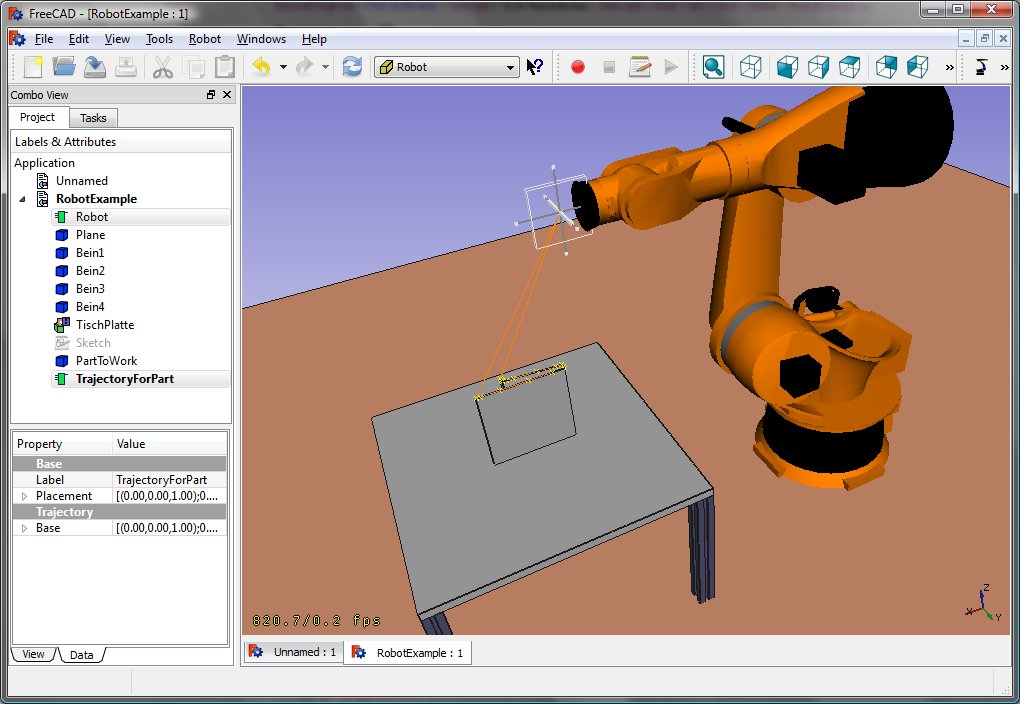 FreeCAD - [RobotExample : 1]
File Edit View Tools Robot Windows Help
Robot
» »
Combo View
Project Tasks
Labels & Attributes
Application
Unnamed
RobotExample
Robot
Plane
Bein1
Bein2
Bein3
Bein4
TischPlatte
Sketch
PartToWork
TrajectoryForPart
Property Value
Base
Label TrajectoryForPart
Placement [(0.00,0.00,1.00);0....
Trajectory
Base [(0.00,0.00,1.00);0....
View Data
820.7/0.2 fps
Z
X
Y
Unnamed : 1 RobotExample : 1